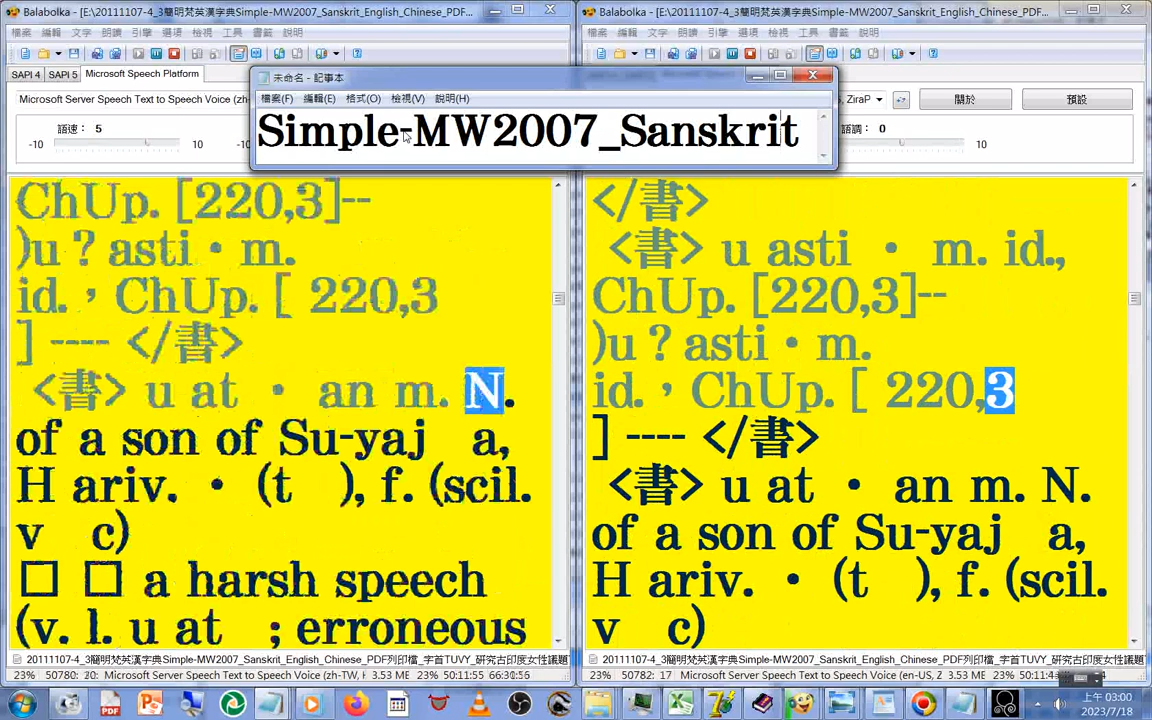 Balabolka - [E:\20111107-4_3簡明梵英漢字典Simple-MW2007_Sanskrit_English_Chinese_PDF...
檔案 編輯 文字 朗讀 引擎 選項 檢視 工具 書籤 說明
SAPI 4 SAPI 5 Microsoft Speech Platform
Microsoft Server Speech Text to Speech Voice (zh-
語速： 5
-10 10
ChUp. [220,3]--
)u ? asti • m.
id.，ChUp. [ 220,3
] ---- </書>
<書> u at • an m. N.
of a son of Su-yaj a,
H ariv. • (t ), f. (scil.
v c)
□ □ a harsh speech
(v. l. u at ; erroneous
20111107-4_3簡明梵英漢字典Simple-MW2007_Sanskrit_English_Chinese_PDF列印檔_字首TUVY_研究古印度女性議題
23% 50780: 30: Microsoft Server Speech Text to Speech Voice (zh-TW, 3.53 ME 50:11:55 66:30:56
未命名 - 記事本
檔案(F) 編輯(E) 格式(O) 檢視(V) 說明(H)
Simple-MW2007_Sanskrit
Balabolka - [E:\20111107-4_3簡明梵英漢字典Simple-MW2007_Sanskrit_English_Chinese_PDF...
檔案 編輯 文字 朗讀 引擎 選項 檢視 工具 書籤 說明
, ZiraP 關於 預設
語調： 0
10
</書>
<書> u asti • m. id.,
ChUp. [220,3]--
)u ? asti • m.
id.，ChUp. [ 220,3
] ---- </書>
<書> u at • an m. N.
of a son of Su-yaj a,
H ariv. • (t ), f. (scil.
v c)
20111107-4_3簡明梵英漢字典Simple-MW2007_Sanskrit_English_Chinese_PDF列印檔_字首TUVY_研究古印度女性議題
23% 50782: 17 Microsoft Server Speech Text to Speech Voice (en-US, Z 3.53 ME 50:11:4
上午 03:00
2023/7/18